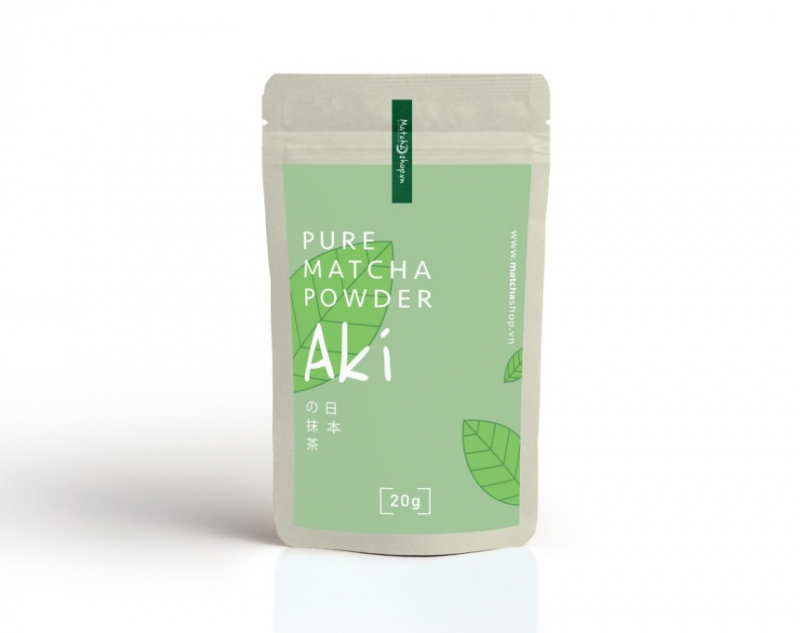 Matcha shop.vn
PURE
MATCHA
POWDER
Aki
日本
の抹茶
www.matchashop.vn
20g